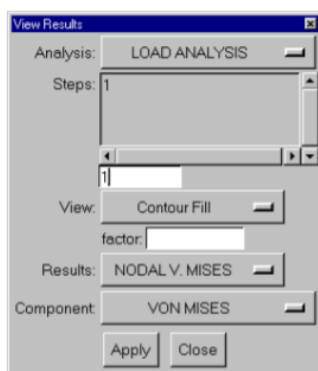 View Results
Analysis: LOAD ANALYSIS
Steps: 1
1
View: Contour Fill
factor:
Results: NODAL V. MISES
Component: VON MISES
Apply Close